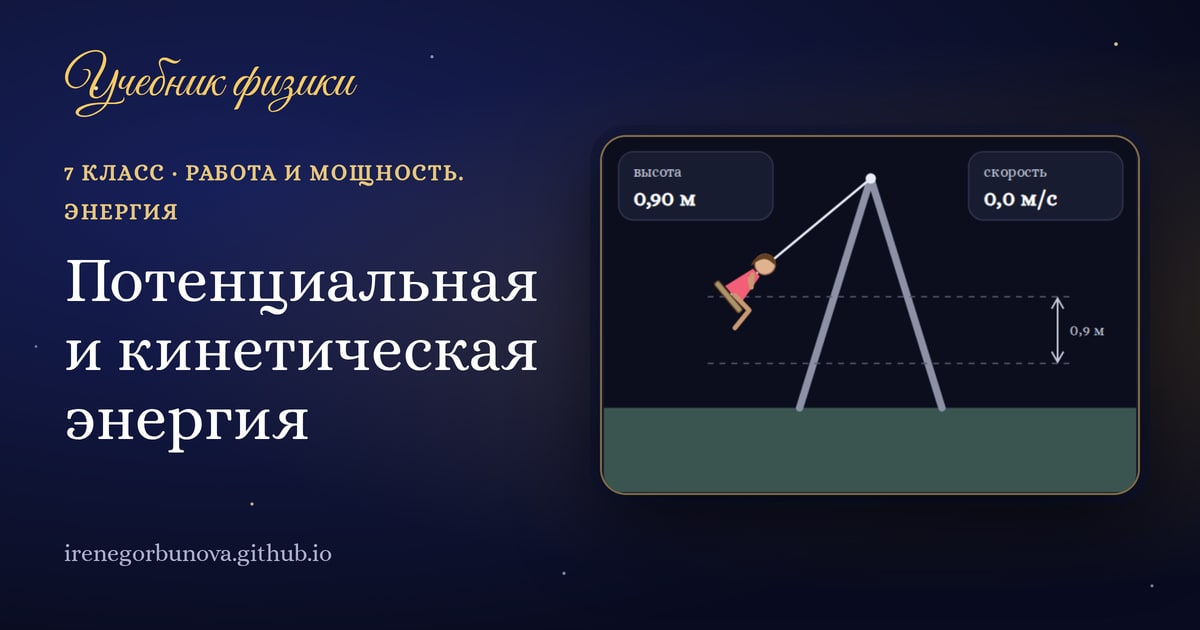 Учебник физики
7 КЛАСС · РАБОТА И МОЩНОСТЬ.
ЭНЕРГИЯ
Потенциальная
и кинетическая
энергия
irenegorbunova.github.io
высота
0,90 м
скорость
0,0 м/с
0,9 м